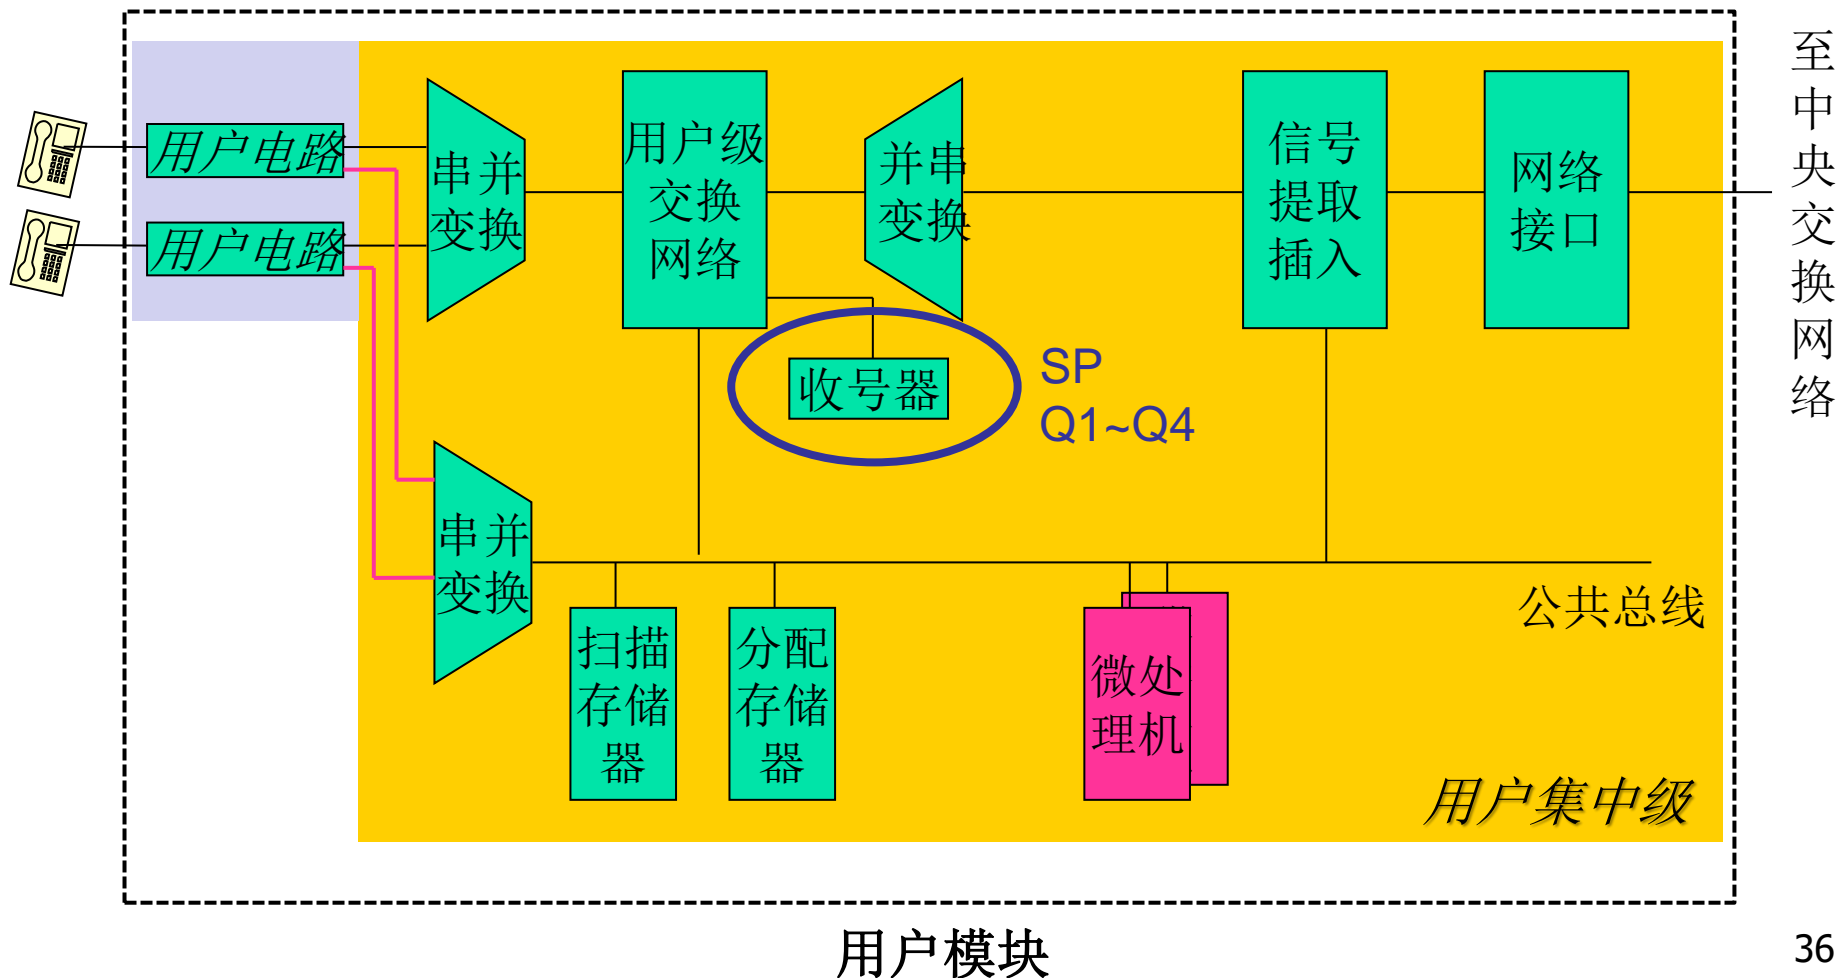 用户电路
用户电路
串并
变换
用户级
交换
网络
并串
变换
信号
提取
插入
网络
接口
至中央交换网络
收号器
SP
Q1~Q4
串并
变换
公共总线
扫描
存储
器
分配
存储
器
微处
理机
用户集中级
用户模块
36